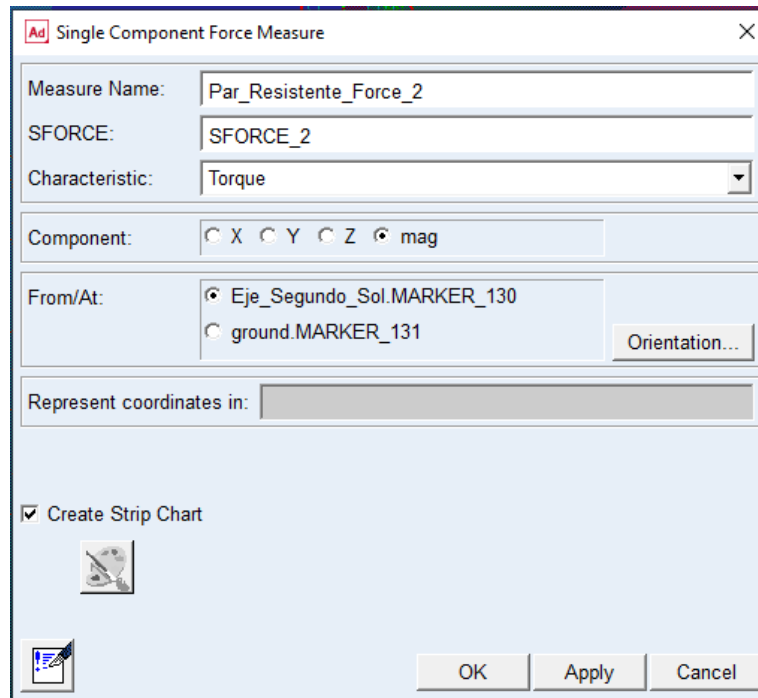 Ad Single Component Force Measure
Measure Name: Par_Resistente_Force_2
SFORCE: SFORCE_2
Characteristic: Torque
Component: X Y Z mag
From/At: Eje_Segundo_Sol.MARKER_130
ground.MARKER_131
Orientation...
Represent coordinates in:
Create Strip Chart
OK Apply Cancel